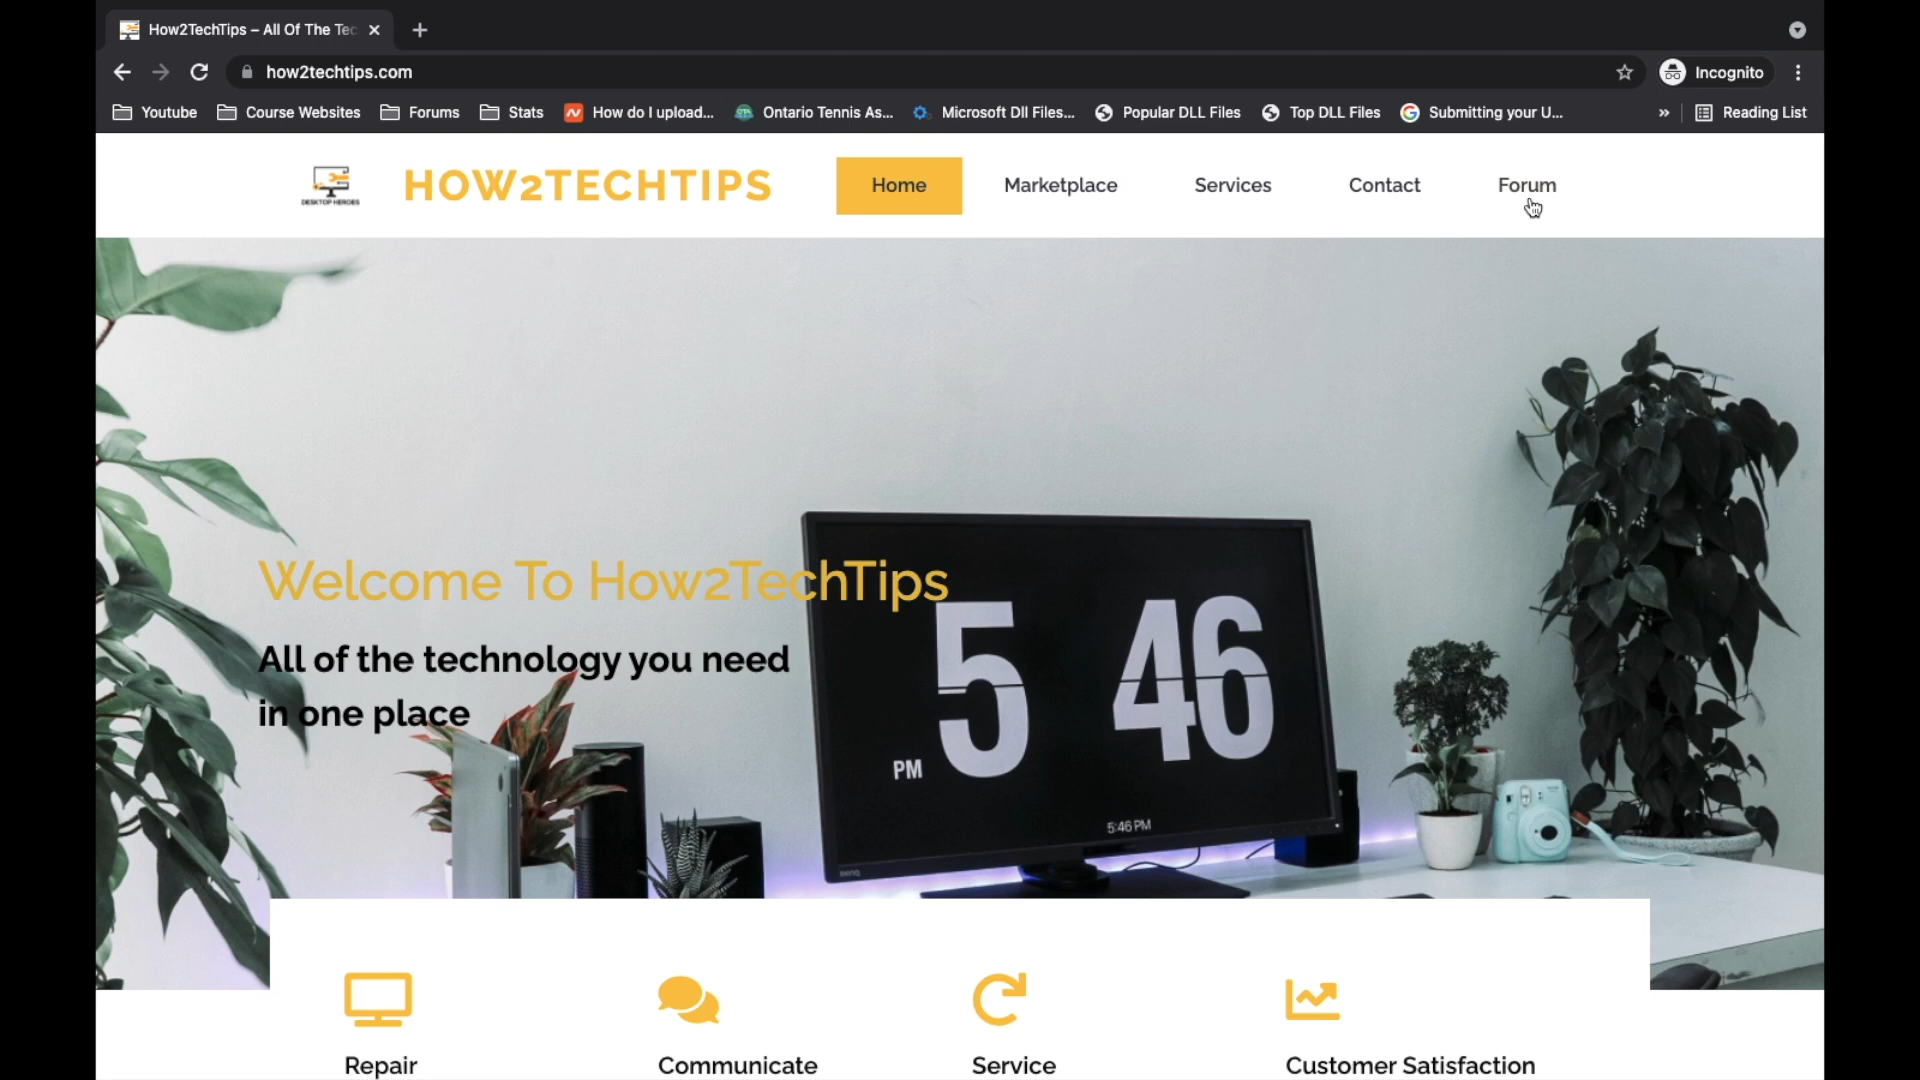 How2TechTips – All Of The Tec
how2techtips.com
Incognito
Youtube
Course Websites
Forums
Stats
How do I upload...
Ontario Tennis As...
Microsoft Dll Files...
Popular DLL Files
Top DLL Files
Submitting your U...
»
Reading List
DESKTOP HEROES
HOW2TECHTIPS
Home
Marketplace
Services
Contact
Forum
Welcome To How2TechTips
All of the technology you need
in one place
PM
5 46
5:46 PM
BenQ
Repair
Communicate
Service
Customer Satisfaction